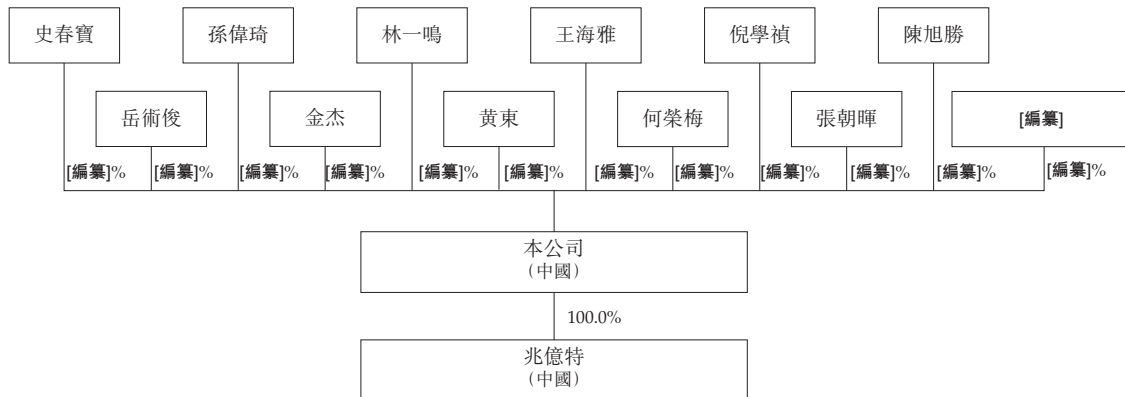 史春寶
孫偉琦
林一鳴
王海雅
倪學禎
陳旭勝
岳術俊
金杰
黃東
何榮梅
張朝暉
[編纂]
[編纂]%
[編纂]%
[編纂]%
[編纂]%
[編纂]%
[編纂]%
[編纂]%
[編纂]%
[編纂]%
[編纂]%
[編纂]%
[編纂]%
本公司
（中國）
100.0%
兆億特
（中國）